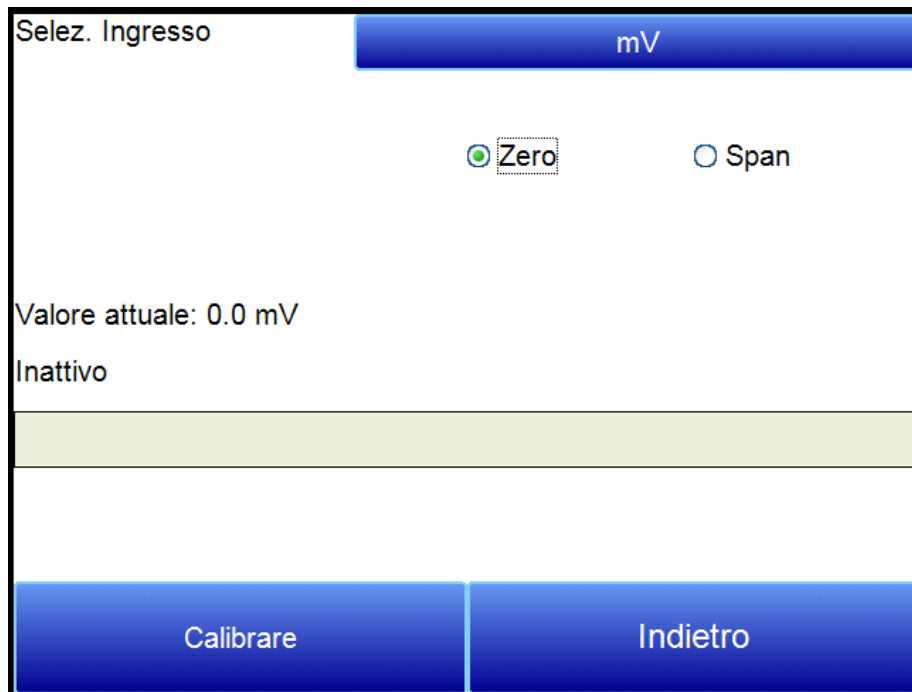 Selez. Ingresso mV
Zero Span
Valore attuale: 0.0 mV
Inattivo
Calibrare Indietro